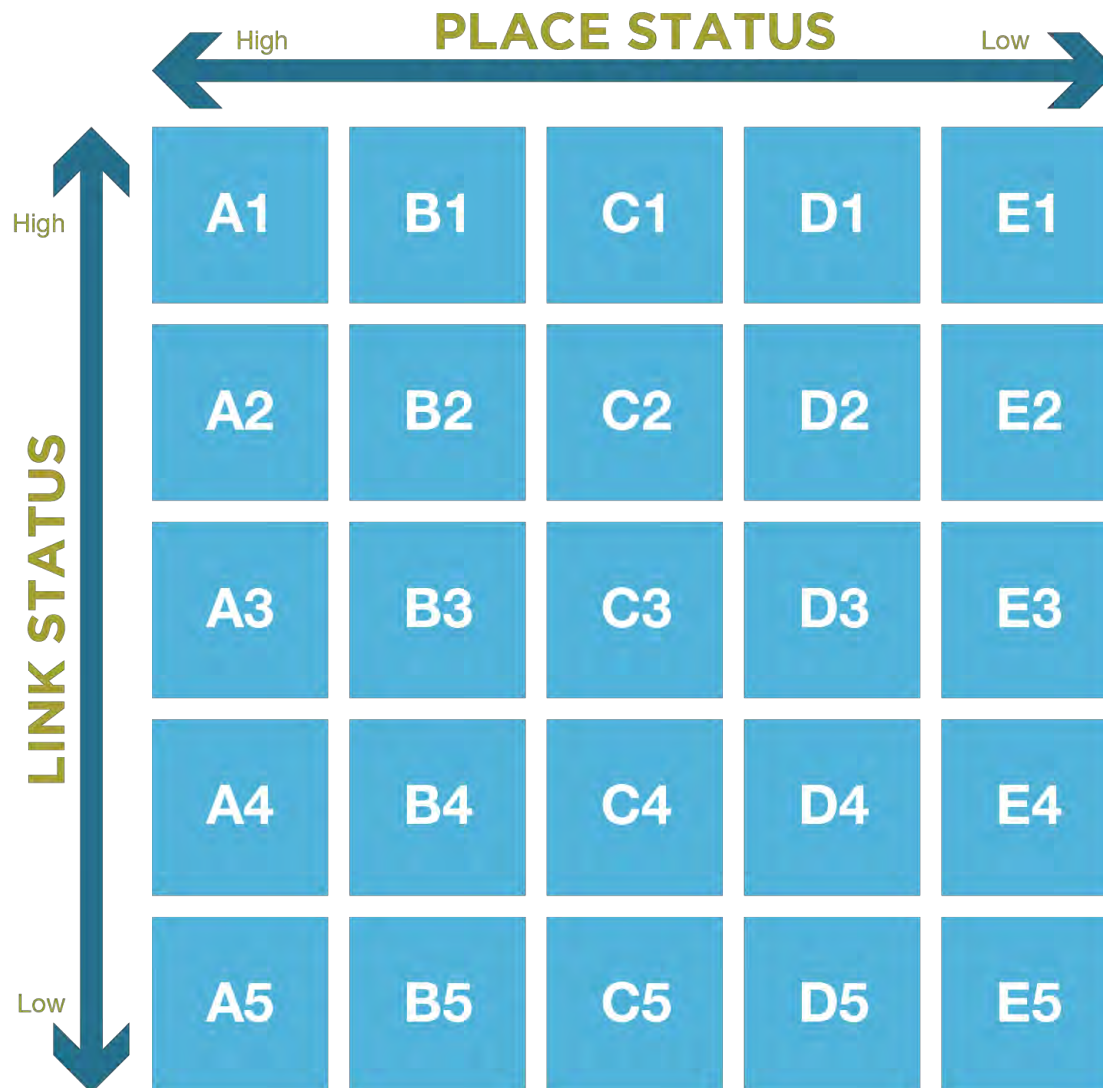 PLACE STATUS
High
Low
High
LINK STATUS
Low
A1 B1 C1 D1 E1
A2 B2 C2 D2 E2
A3 B3 C3 D3 E3
A4 B4 C4 D4 E4
A5 B5 C5 D5 E5